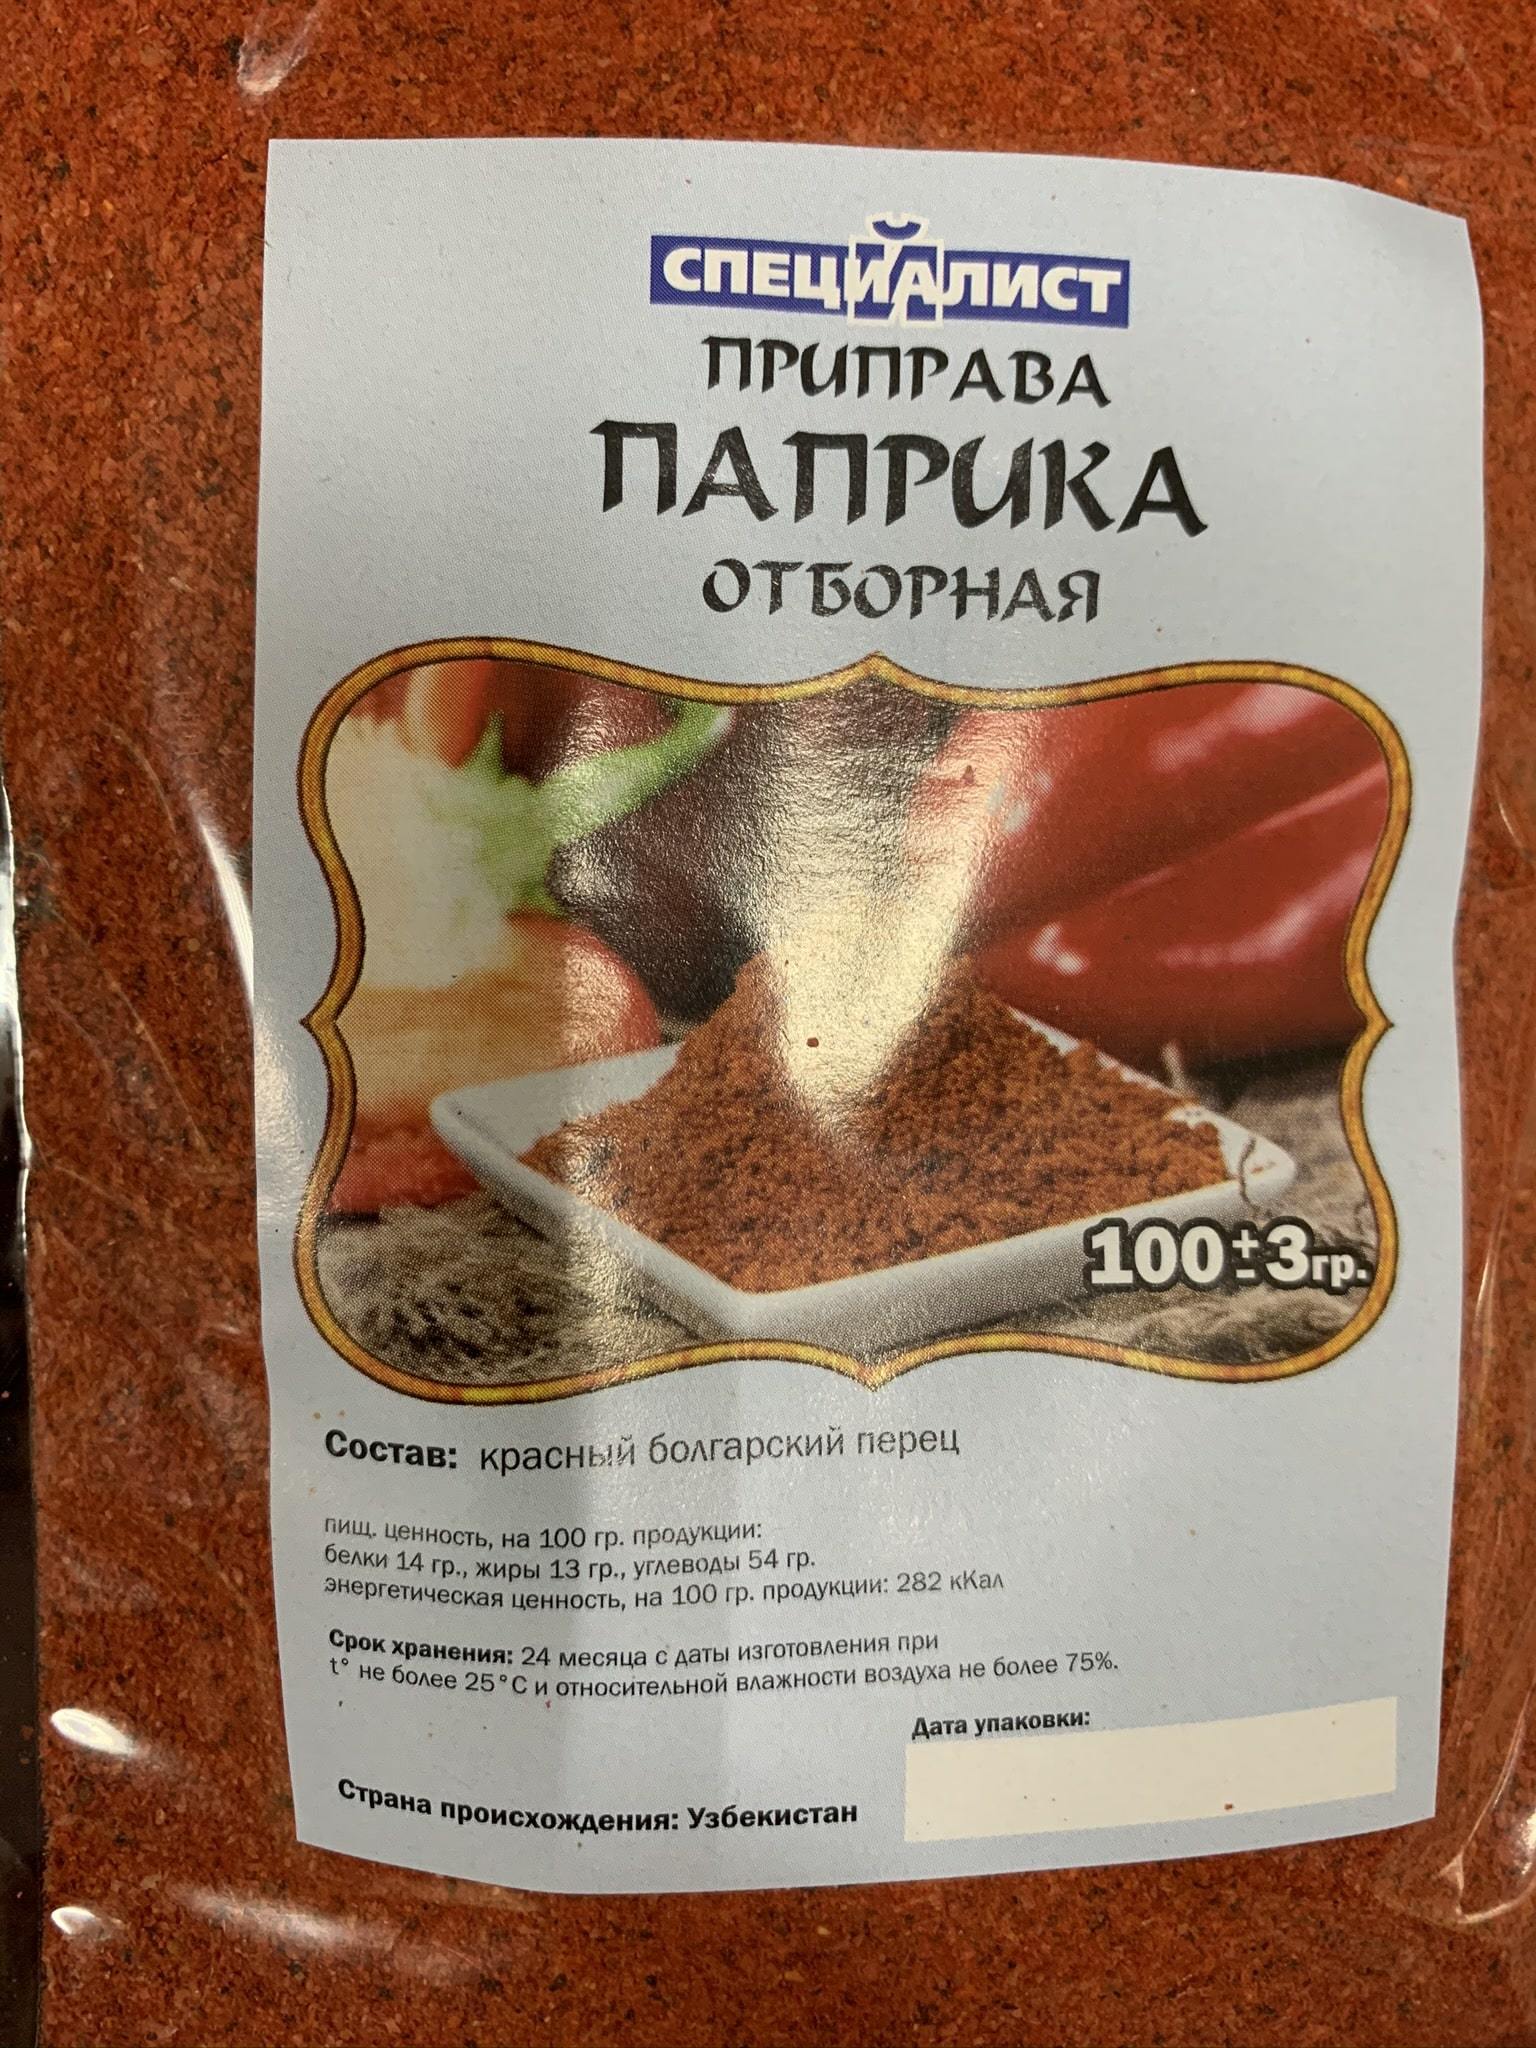 СПЕЦИАЛИСТ
ПРИПРАВА
ПАПРИКА
ОТБОРНАЯ
100±3гр.
Состав: красный болгарский перец
пищ. ценность, на 100 гр. продукции:
белки 14 гр., жиры 13 гр., углеводы 54 гр.
энергетическая ценность, на 100 гр. продукции: 282 кКал
Срок хранения: 24 месяца с даты изготовления при
t° не более 25°С и относительной влажности воздуха не более 75%.
Дата упаковки:
Страна происхождения: Узбекистан